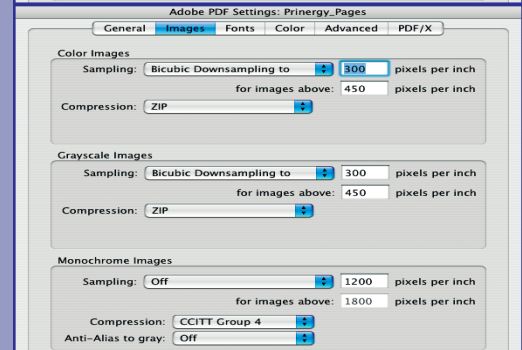 Adobe PDF Settings: Prinergy_Pages
General Images Fonts Color Advanced PDF/X
Color Images
Sampling: Bicubic Downsampling to 300 pixels per inch
for images above: 450 pixels per inch
Compression: ZIP
Grayscale Images
Sampling: Bicubic Downsampling to 300 pixels per inch
for images above: 450 pixels per inch
Compression: ZIP
Monochrome Images
Sampling: Off 1200 pixels per inch
for images above: 1800 pixels per inch
Compression: CCITT Group 4
Anti-Alias to gray: Off